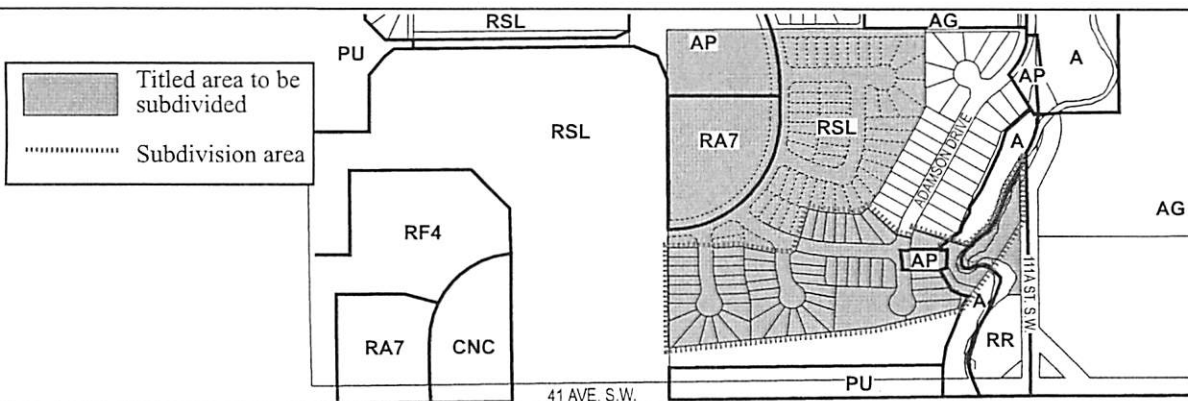 RSL
AG
PU
AP
A
AP
Titled area to be
subdivided
Subdivision area
RSL
RA7
RSL
ADAMSON DRIVE
A
AG
RF4
AP
A
111A ST. S.W.
RA7
CNC
RR
PU
41 AVE. S.W.